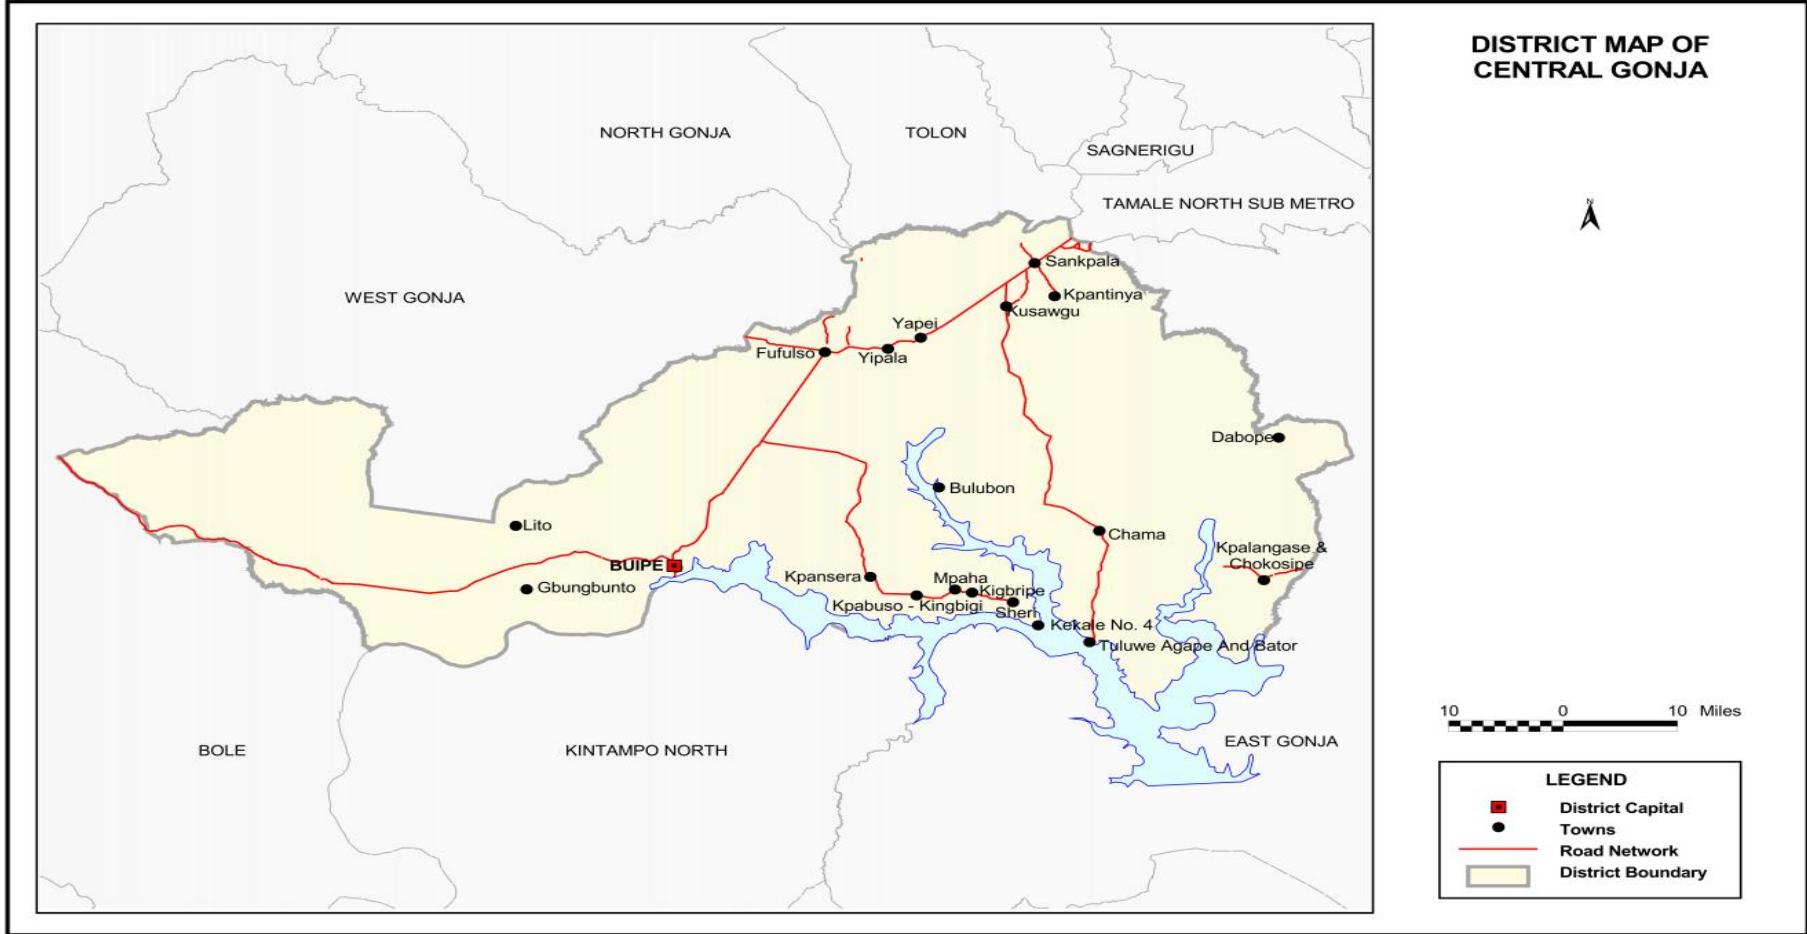 DISTRICT MAP OF
CENTRAL GONJA
N
NORTH GONJA
TOLON
SAGNERIGU
TAMALE NORTH SUB METRO
WEST GONJA
Sankpala
Kpantinya
Kusawgu
Yapei
Fufulso
Yipala
Dabope
Bulubon
Lito
Chama
Kpalangase &
Chokosipe
BUIPE
Gbungbunto
Kpansera
Mpaha
Kigbripe
Kpabuso - Kingbigi
Sheri
Kekale No. 4
Tuluwe Agape And Bator
BOLE
KINTAMPO NORTH
EAST GONJA
10 0 10 Miles
LEGEND
District Capital
Towns
Road Network
District Boundary